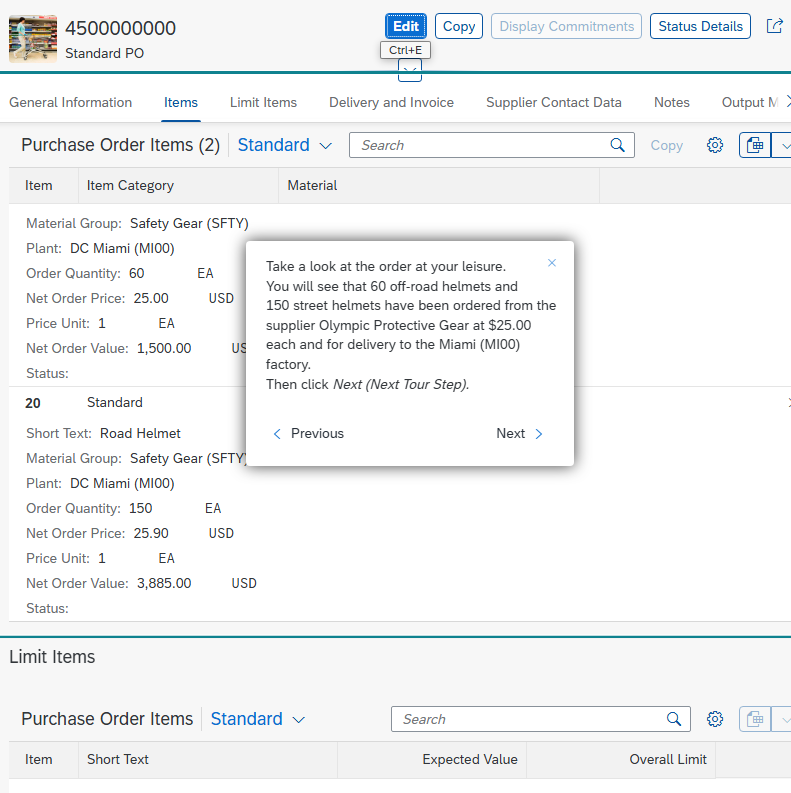 4500000000
Standard PO
Edit Copy Display Commitments Status Details
Ctrl+E
General Information Items Limit Items Delivery and Invoice Supplier Contact Data Notes Output M
Purchase Order Items (2) Standard Search Copy
Item Item Category Material
Material Group: Safety Gear (SFTY)
Plant: DC Miami (MI00)
Order Quantity: 60 EA
Net Order Price: 25.00 USD
Price Unit: 1 EA
Net Order Value: 1,500.00 US
Status:
Take a look at the order at your leisure.
You will see that 60 off-road helmets and
150 street helmets have been ordered from the
supplier Olympic Protective Gear at $25.00
each and for delivery to the Miami (MI00)
factory.
Then click Next (Next Tour Step).
Previous Next
20 Standard
Short Text: Road Helmet
Material Group: Safety Gear (SFTY)
Plant: DC Miami (MI00)
Order Quantity: 150 EA
Net Order Price: 25.90 USD
Price Unit: 1 EA
Net Order Value: 3,885.00 USD
Status:
Limit Items
Purchase Order Items Standard Search
Item Short Text Expected Value Overall Limit